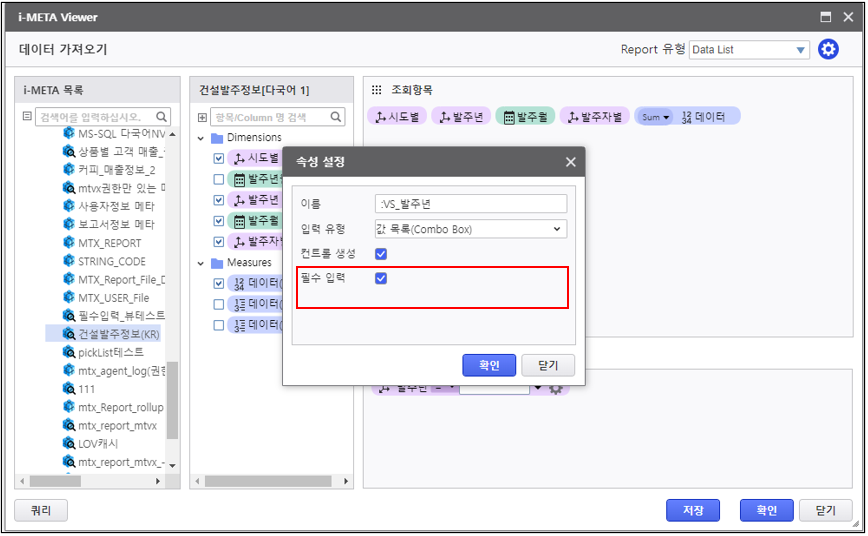 i-META Viewer
데이터 가져오기
Report 유형 Data List
i-META 목록
검색어를 입력하십시오.
MS-SQL 다국어NV
상품별 고객 매출_
커피_매출정보_2
mtvx권한만 있는 마
사용자정보 메타
보고서정보 메타
MTX_REPORT
STRING_CODE
MTX_Report_File_D
MTX_USER_File
필수입력_뷰테스트
건설발주정보(KR)
pickList테스트
mtx_agent_log(권한
111
mtx_Report_rollup
mtx_report_mtvx
LOV캐시
mtx_report_mtvx_-
건설발주정보[다국어 1]
항목/Column 명 검색
Dimensions
시도별
발주년
발주년
발주월
발주자
Measures
데이터(
데이터(
데이터(
조회항목
시도별 발주년 발주월 발주자별 Sum 데이터
속성 설정
이름 :VS_발주년
입력 유형 값 목록(Combo Box)
컨트롤 생성
필수 입력
확인 닫기
발주년 =
쿼리 저장 확인 닫기